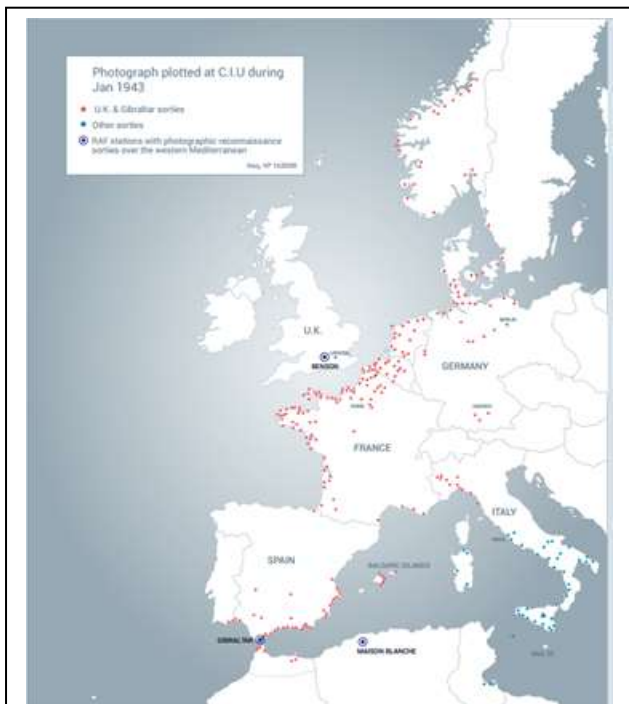 Photograph plotted at C.I.U during
Jan 1943
U.K. & Gibraltar sorties
Other sorties
RAF stations with photographic reconnaissance
sorties over the western Mediterranean
U.K.
BENSON
BERLIN
GERMANY
FRANCE
ITALY
SPAIN
BALEARIC ISLANDS
GIBRALTAR
MAISON BLANCHE